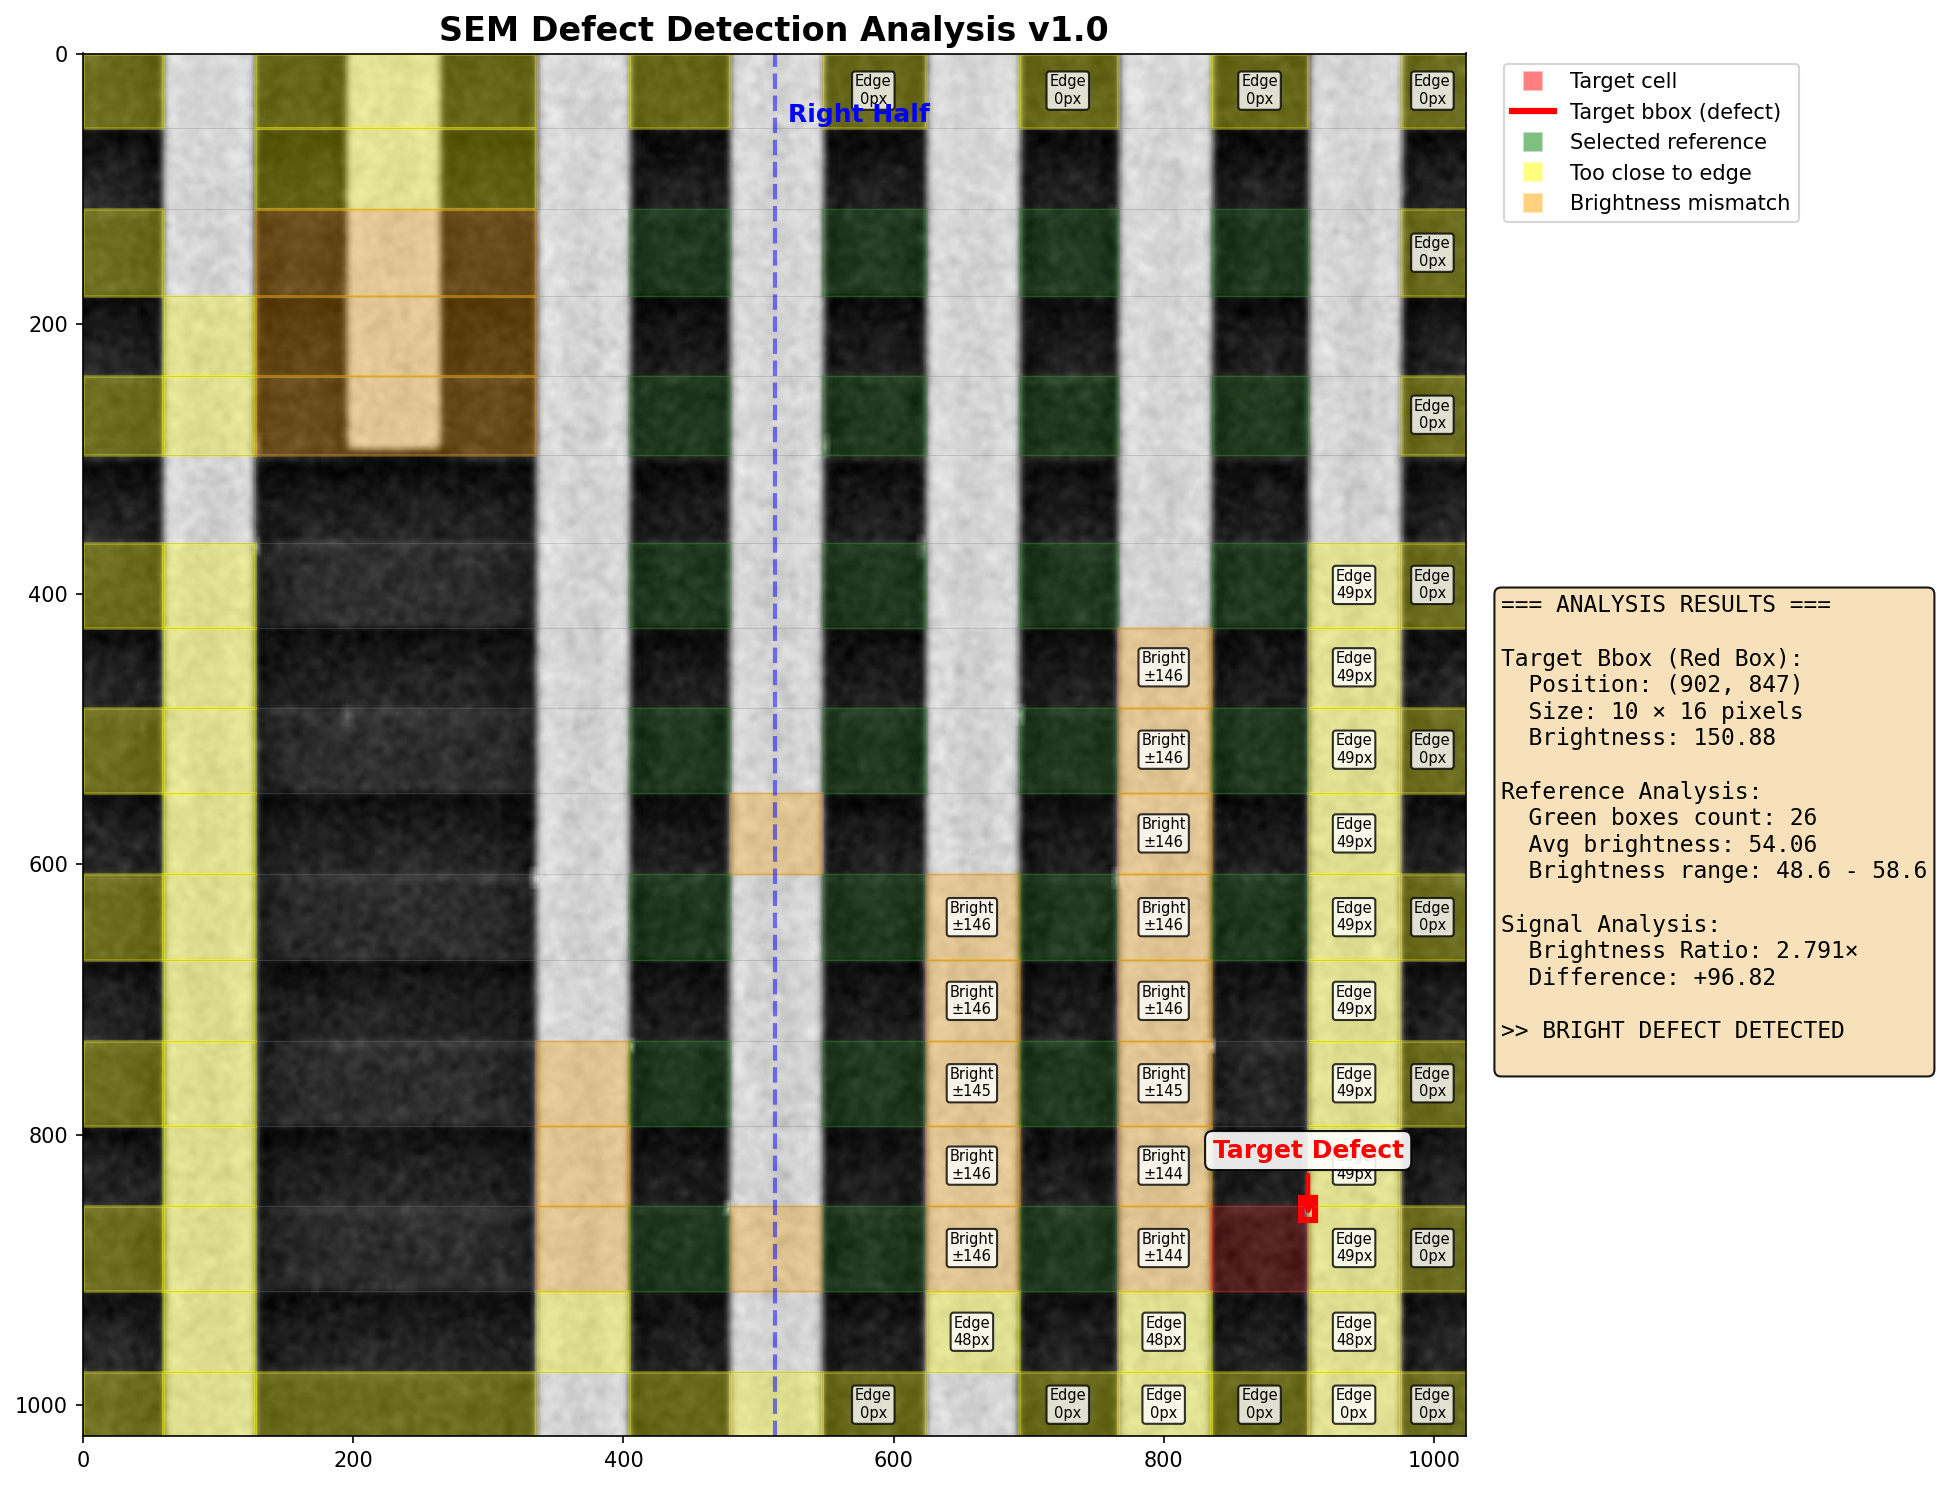 SEM Defect Detection Analysis v1.0
0
200
400
600
800
1000
0
200
400
600
800
1000
Right Half
Edge
0px
Edge
0px
Edge
0px
Edge
0px
Edge
0px
Edge
0px
Edge
49px
Edge
0px
Bright
±146
Edge
49px
Bright
±146
Edge
49px
Edge
0px
Bright
±146
Edge
49px
Bright
±146
Bright
±146
Edge
49px
Edge
0px
Bright
±146
Bright
±146
Edge
49px
Bright
±145
Bright
±145
Edge
49px
Edge
0px
Target Defect
Bright
±146
Bright
±144
49px
Bright
±146
Bright
±144
Edge
49px
Edge
0px
Edge
48px
Edge
48px
Edge
48px
Edge
0px
Edge
0px
Edge
0px
Edge
0px
Edge
0px
Edge
0px
Target cell
Target bbox (defect)
Selected reference
Too close to edge
Brightness mismatch
=== ANALYSIS RESULTS ===
Target Bbox (Red Box):
Position: (902, 847)
Size: 10 × 16 pixels
Brightness: 150.88
Reference Analysis:
Green boxes count: 26
Avg brightness: 54.06
Brightness range: 48.6 - 58.6
Signal Analysis:
Brightness Ratio: 2.791×
Difference: +96.82
>> BRIGHT DEFECT DETECTED